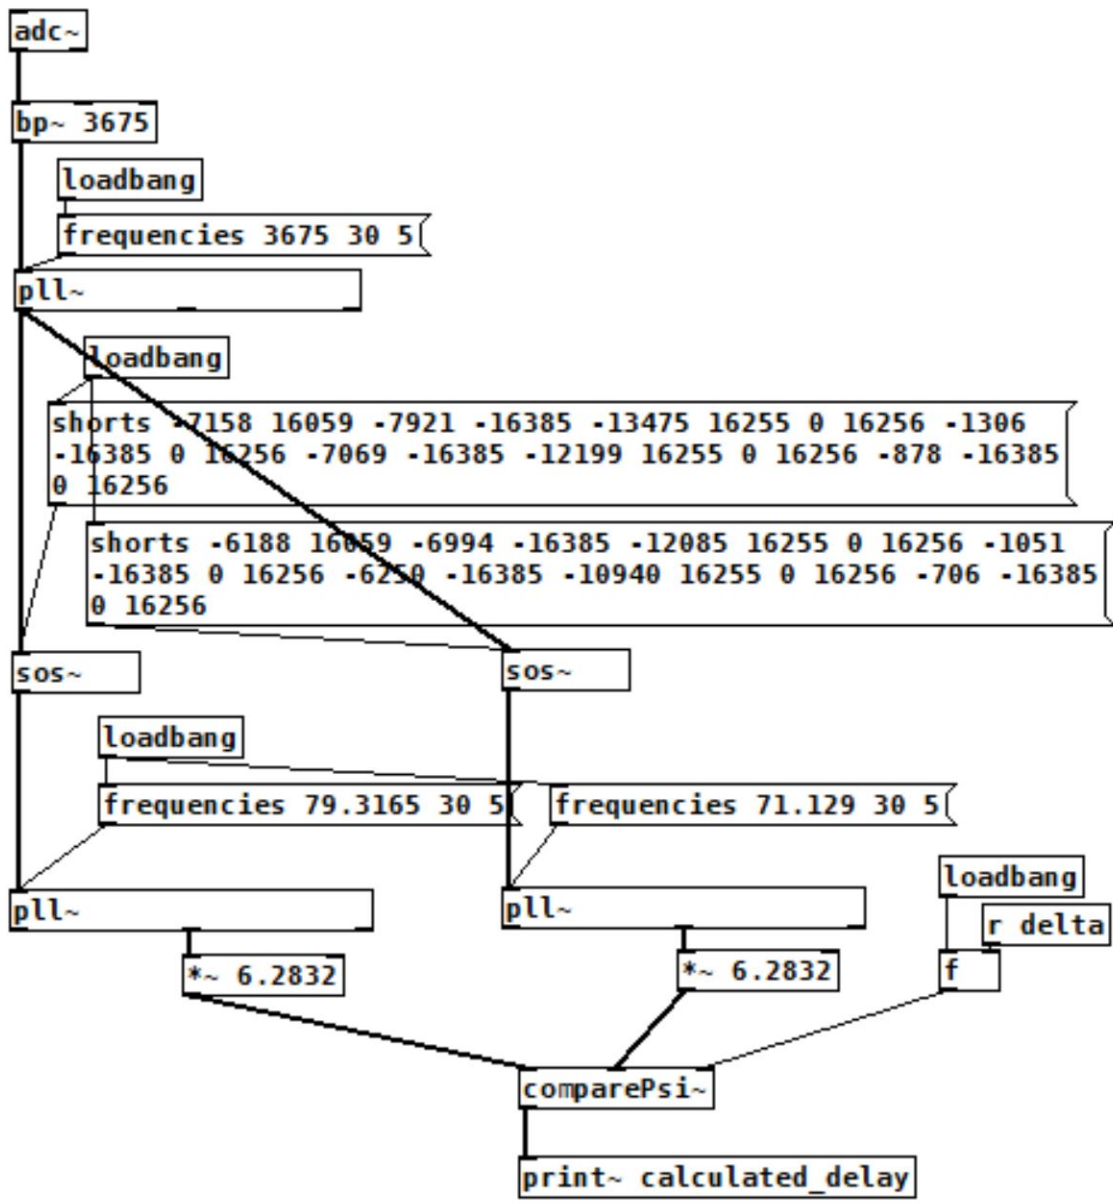 adc~
bp~ 3675
loadbang
frequencies 3675 30 5
pll~
loadbang
shorts -7158 16059 -7921 -16385 -13475 16255 0 16256 -1306
-16385 0 16256 -7069 -16385 -12199 16255 0 16256 -878 -16385
0 16256
shorts -6188 16059 -6994 -16385 -12085 16255 0 16256 -1051
-16385 0 16256 -6250 -16385 -10940 16255 0 16256 -706 -16385
0 16256
sos~
sos~
loadbang
frequencies 79.3165 30 5
frequencies 71.129 30 5
loadbang
pll~
pll~
r delta
*~ 6.2832
*~ 6.2832
f
comparePsi~
print~ calculated_delay